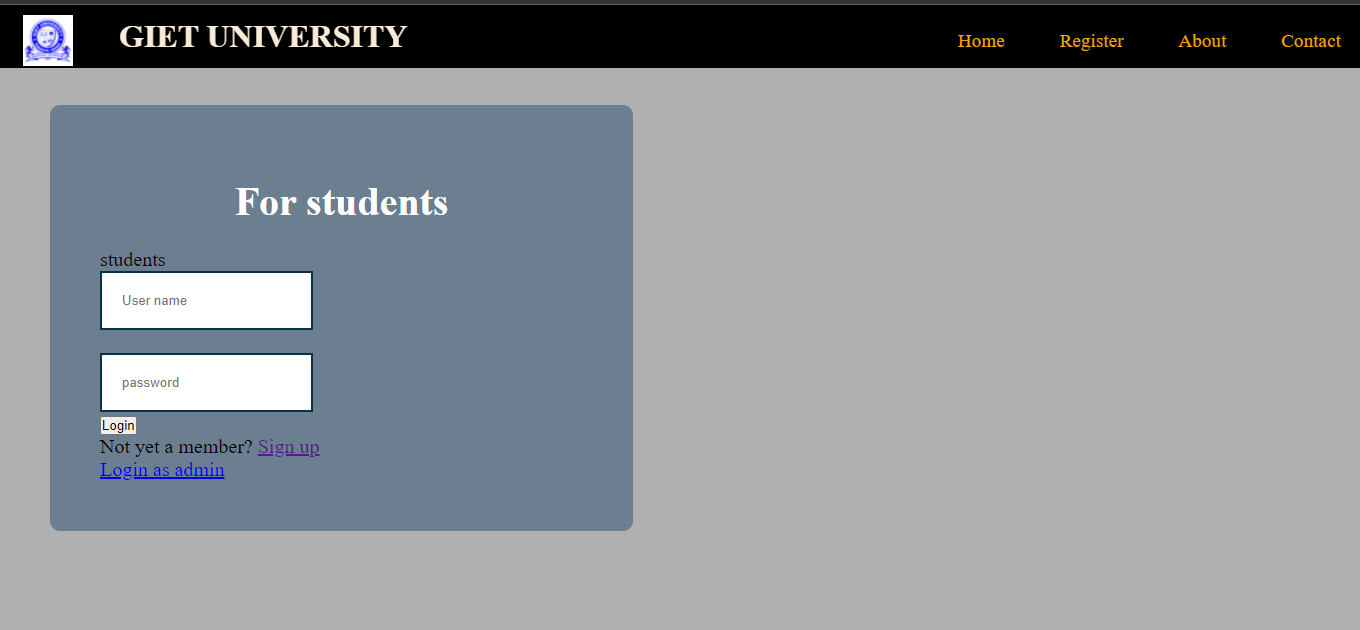 GIET UNIVERSITY
Home Register About Contact
For students
students
User name
password
Login
Not yet a member? Sign up
Login as admin